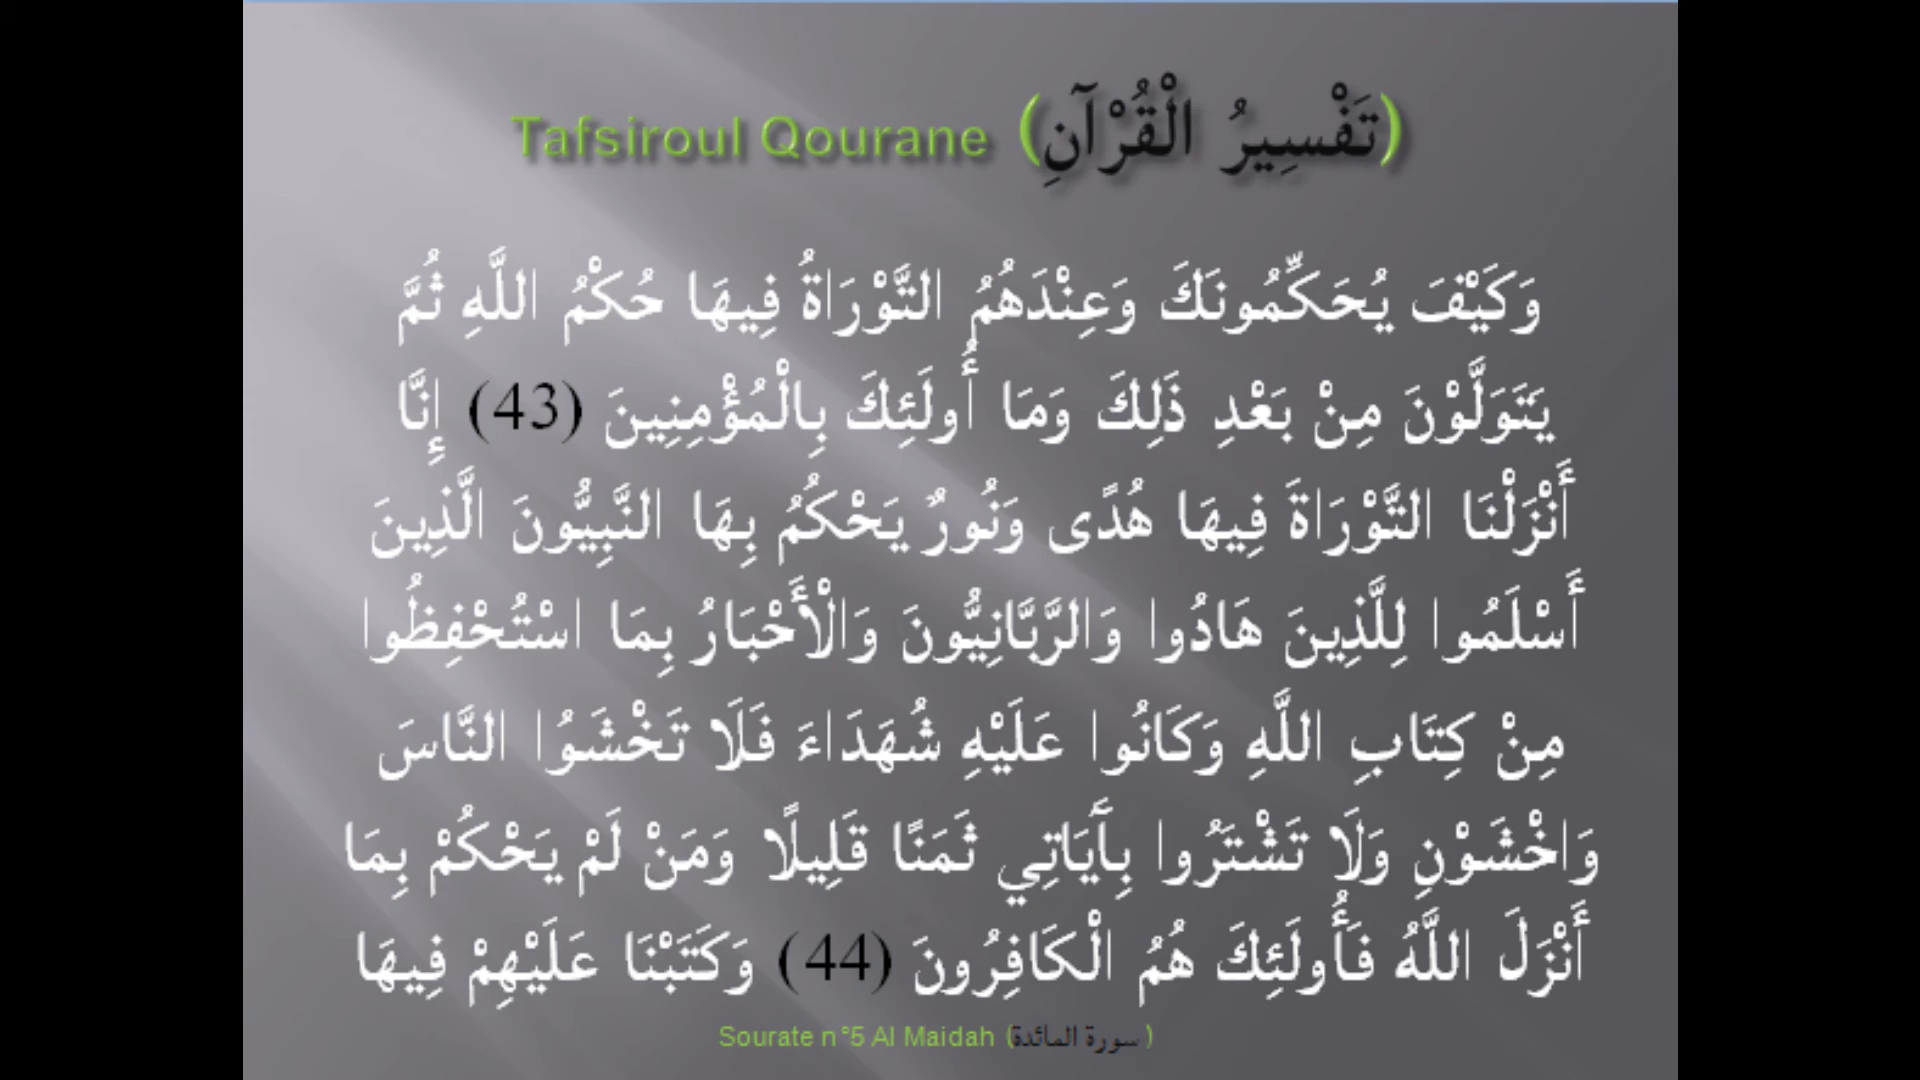 Tafsiroul Qourane (تَفْسِيرُ الْقُرْآنِ)
وَكَيْفَ يُحَكِّمُونَكَ وَعِنْدَهُمُ التَّوْرَاةُ فِيهَا حُكْمُ اللَّهِ ثُمَّ
يَتَوَلَّوْنَ مِنْ بَعْدِ ذَلِكَ وَمَا أُولَئِكَ بِالْمُؤْمِنِينَ (43) إِنَّا
أَنْزَلْنَا التَّوْرَاةَ فِيهَا هُدًى وَنُورٌ يَحْكُمُ بِهَا النَّبِيُّونَ الَّذِينَ
أَسْلَمُوا لِلَّذِينَ هَادُوا وَالرَّبَّانِيُّونَ وَالْأَحْبَارُ بِمَا اسْتُحْفِظُوا
مِنْ كِتَابِ اللَّهِ وَكَانُوا عَلَيْهِ شُهَدَاءَ فَلَا تَخْشَوُا النَّاسَ
وَاخْشَوْنِ وَلَا تَشْتَرُوا بِآَيَاتِي ثَمَنًا قَلِيلًا وَمَنْ لَمْ يَحْكُمْ بِمَا
أَنْزَلَ اللَّهُ فَأُولَئِكَ هُمُ الْكَافِرُونَ (44) وَكَتَبْنَا عَلَيْهِمْ فِيهَا
Sourate n°5 Al Maidah (سورة المائدة)